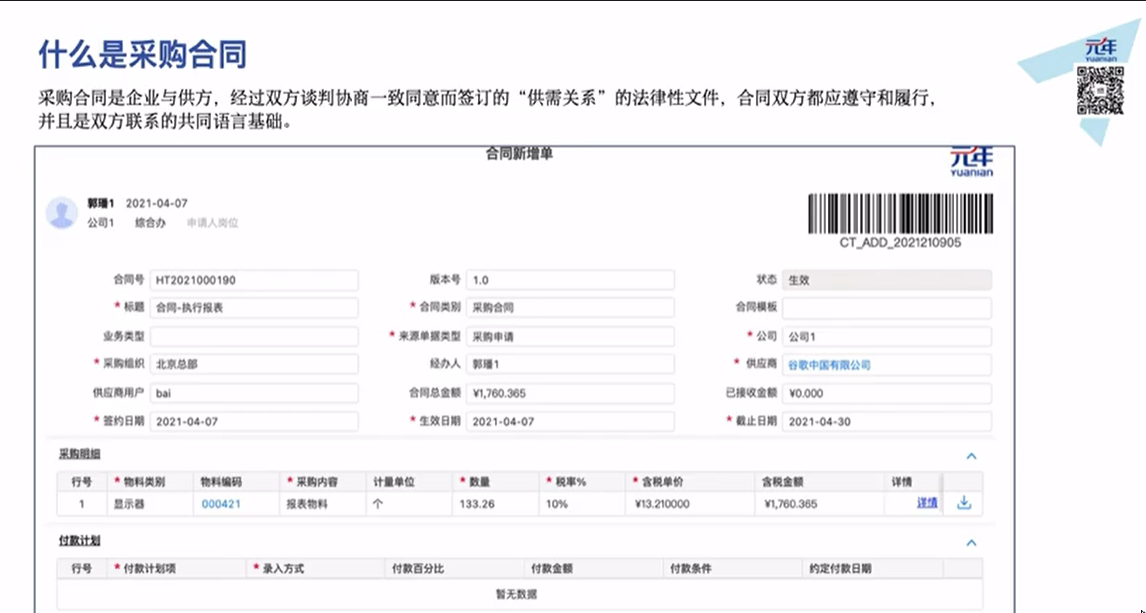 什么是采购合同
元年
YUANIAN
采购合同是企业与供方，经过双方谈判协商一致同意而签订的“供需关系”的法律性文件，合同双方都应遵守和履行，
并且是双方联系的共同语言基础。
合同新增单
元年
YUANIAN
郭璠1 2021-04-07
公司1 综合办 申请人岗位
CT_ADD_2021210905
合同号 HT2021000190 版本号 1.0 状态 生效
* 标题 合同-执行报表 * 合同类别 采购合同 合同模板
业务类型 * 来源单据类型 采购申请 * 公司 公司1
* 采购组织 北京总部 经办人 郭璠1 * 供应商 谷歌中国有限公司
供应商用户 bai 合同总金额 ¥1,760.365 已接收金额 ¥0.000
* 签约日期 2021-04-07 * 生效日期 2021-04-07 * 截止日期 2021-04-30
采购明细
行号 * 物料类别 物料编码 * 采购内容 计量单位 * 数量 * 税率% * 含税单价 含税金额 详情
1 显示器 000421 报表物料 个 133.26 10% ¥13.210000 ¥1,760.365 详情
付款计划
行号 * 付款计划项 * 录入方式 付款百分比 付款金额 付款条件 约定付款日期
暂无数据